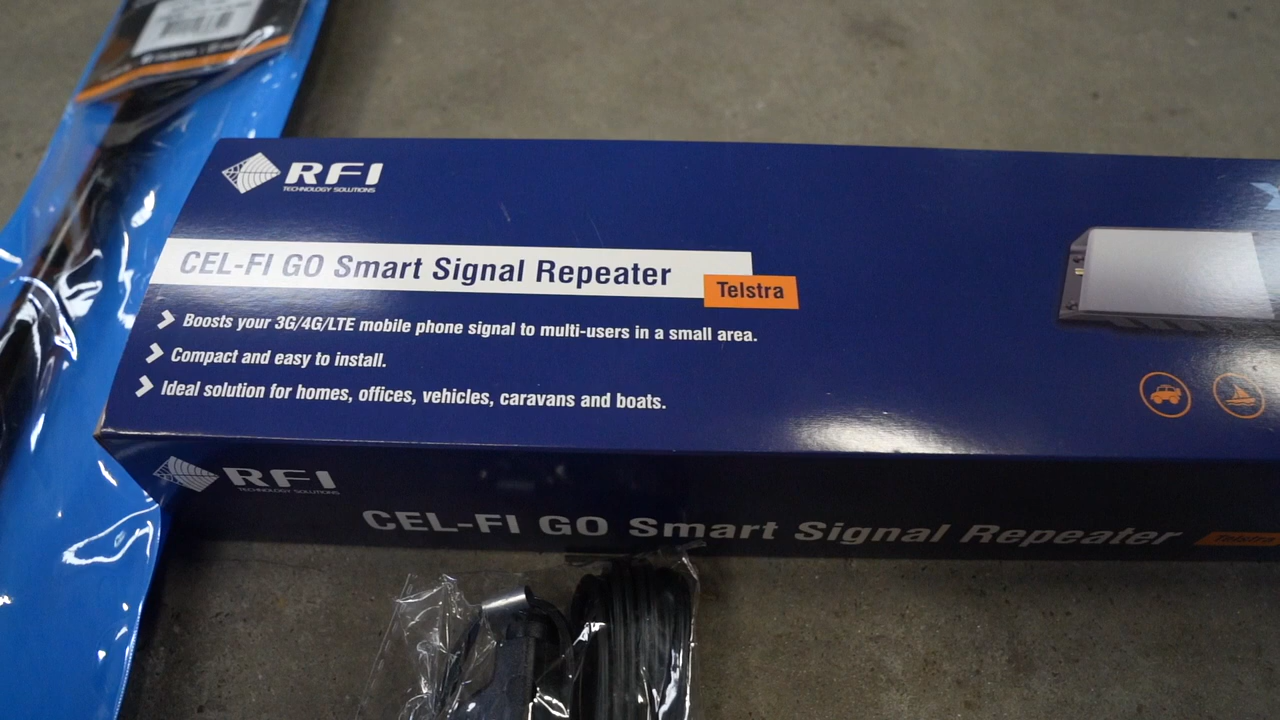 RFI
TECHNOLOGY SOLUTIONS
CEL-FI GO Smart Signal Repeater
Telstra
Boosts your 3G/4G/LTE mobile phone signal to multi-users in a small area.
Compact and easy to install.
Ideal solution for homes, offices, vehicles, caravans and boats.
RFI
TECHNOLOGY SOLUTIONS
CEL-FI GO Smart Signal Repeater
Telstra